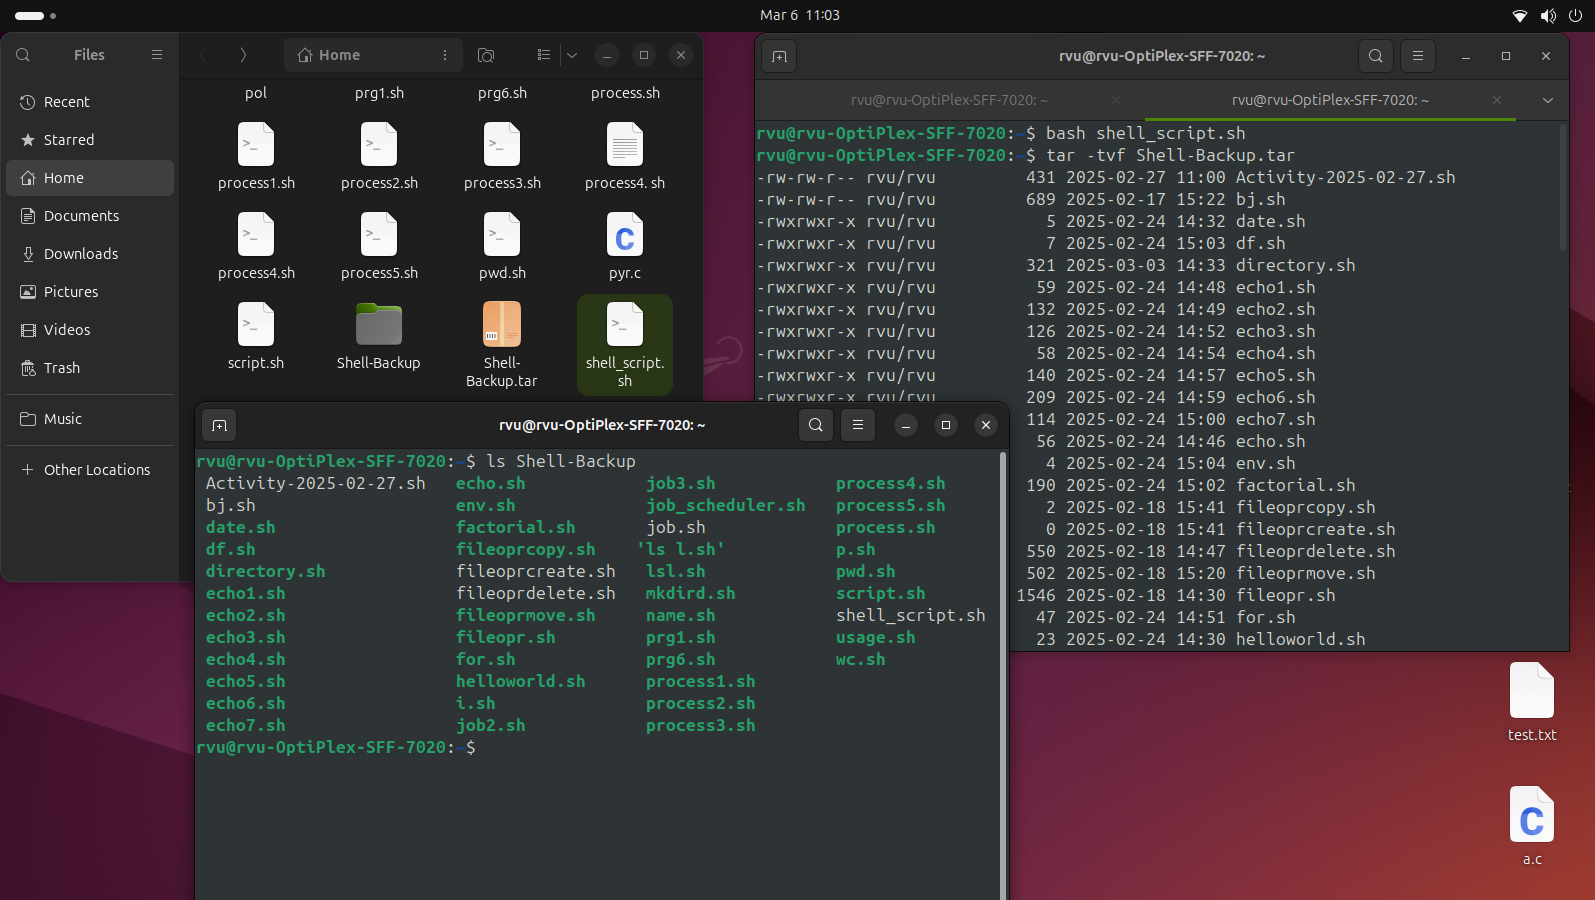 Mar 6 11:03
Files
Home
Recent
Starred
Home
Documents
Downloads
Pictures
Videos
Trash
Music
Other Locations
pol
prg1.sh
prg6.sh
process.sh
process1.sh
process2.sh
process3.sh
process4. sh
process4.sh
process5.sh
pwd.sh
pyr.c
script.sh
Shell-Backup
Shell-
Backup.tar
shell_script.
sh
rvu@rvu-OptiPlex-SFF-7020: ~
rvu@rvu-OptiPlex-SFF-7020: ~
rvu@rvu-OptiPlex-SFF-7020: ~
rvu@rvu-OptiPlex-SFF-7020:~$ bash shell_script.sh
rvu@rvu-OptiPlex-SFF-7020:~$ tar -tvf Shell-Backup.tar
-rw-rw-r-- rvu/rvu 431 2025-02-27 11:00 Activity-2025-02-27.sh
-rw-rw-r-- rvu/rvu 689 2025-02-17 15:22 bj.sh
-rwxrwxr-x rvu/rvu 5 2025-02-24 14:32 date.sh
-rwxrwxr-x rvu/rvu 7 2025-02-24 15:03 df.sh
-rwxrwxr-x rvu/rvu 321 2025-03-03 14:33 directory.sh
-rwxrwxr-x rvu/rvu 59 2025-02-24 14:48 echo1.sh
-rwxrwxr-x rvu/rvu 132 2025-02-24 14:49 echo2.sh
-rwxrwxr-x rvu/rvu 126 2025-02-24 14:52 echo3.sh
-rwxrwxr-x rvu/rvu 58 2025-02-24 14:54 echo4.sh
-rwxrwxr-x rvu/rvu 140 2025-02-24 14:57 echo5.sh
-rwxrwxr-x rvu/rvu 209 2025-02-24 14:59 echo6.sh
114 2025-02-24 15:00 echo7.sh
56 2025-02-24 14:46 echo.sh
4 2025-02-24 15:04 env.sh
190 2025-02-24 15:02 factorial.sh
2 2025-02-18 15:41 fileoprcopy.sh
0 2025-02-18 15:41 fileoprcreate.sh
550 2025-02-18 14:47 fileoprdelete.sh
502 2025-02-18 15:20 fileoprmove.sh
1546 2025-02-18 14:30 fileopr.sh
47 2025-02-24 14:51 for.sh
23 2025-02-24 14:30 helloworld.sh
rvu@rvu-OptiPlex-SFF-7020: ~
rvu@rvu-OptiPlex-SFF-7020:~$ ls Shell-Backup
Activity-2025-02-27.sh echo.sh job3.sh process4.sh
bj.sh env.sh job_scheduler.sh process5.sh
date.sh factorial.sh job.sh process.sh
df.sh fileoprcopy.sh 'ls l.sh' p.sh
directory.sh fileoprcreate.sh lsl.sh pwd.sh
echo1.sh fileoprdelete.sh mkdird.sh script.sh
echo2.sh fileoprmove.sh name.sh shell_script.sh
echo3.sh fileopr.sh prg1.sh usage.sh
echo4.sh for.sh prg6.sh wc.sh
echo5.sh helloworld.sh process1.sh
echo6.sh i.sh process2.sh
echo7.sh job2.sh process3.sh
rvu@rvu-OptiPlex-SFF-7020:~$
test.txt
a.c